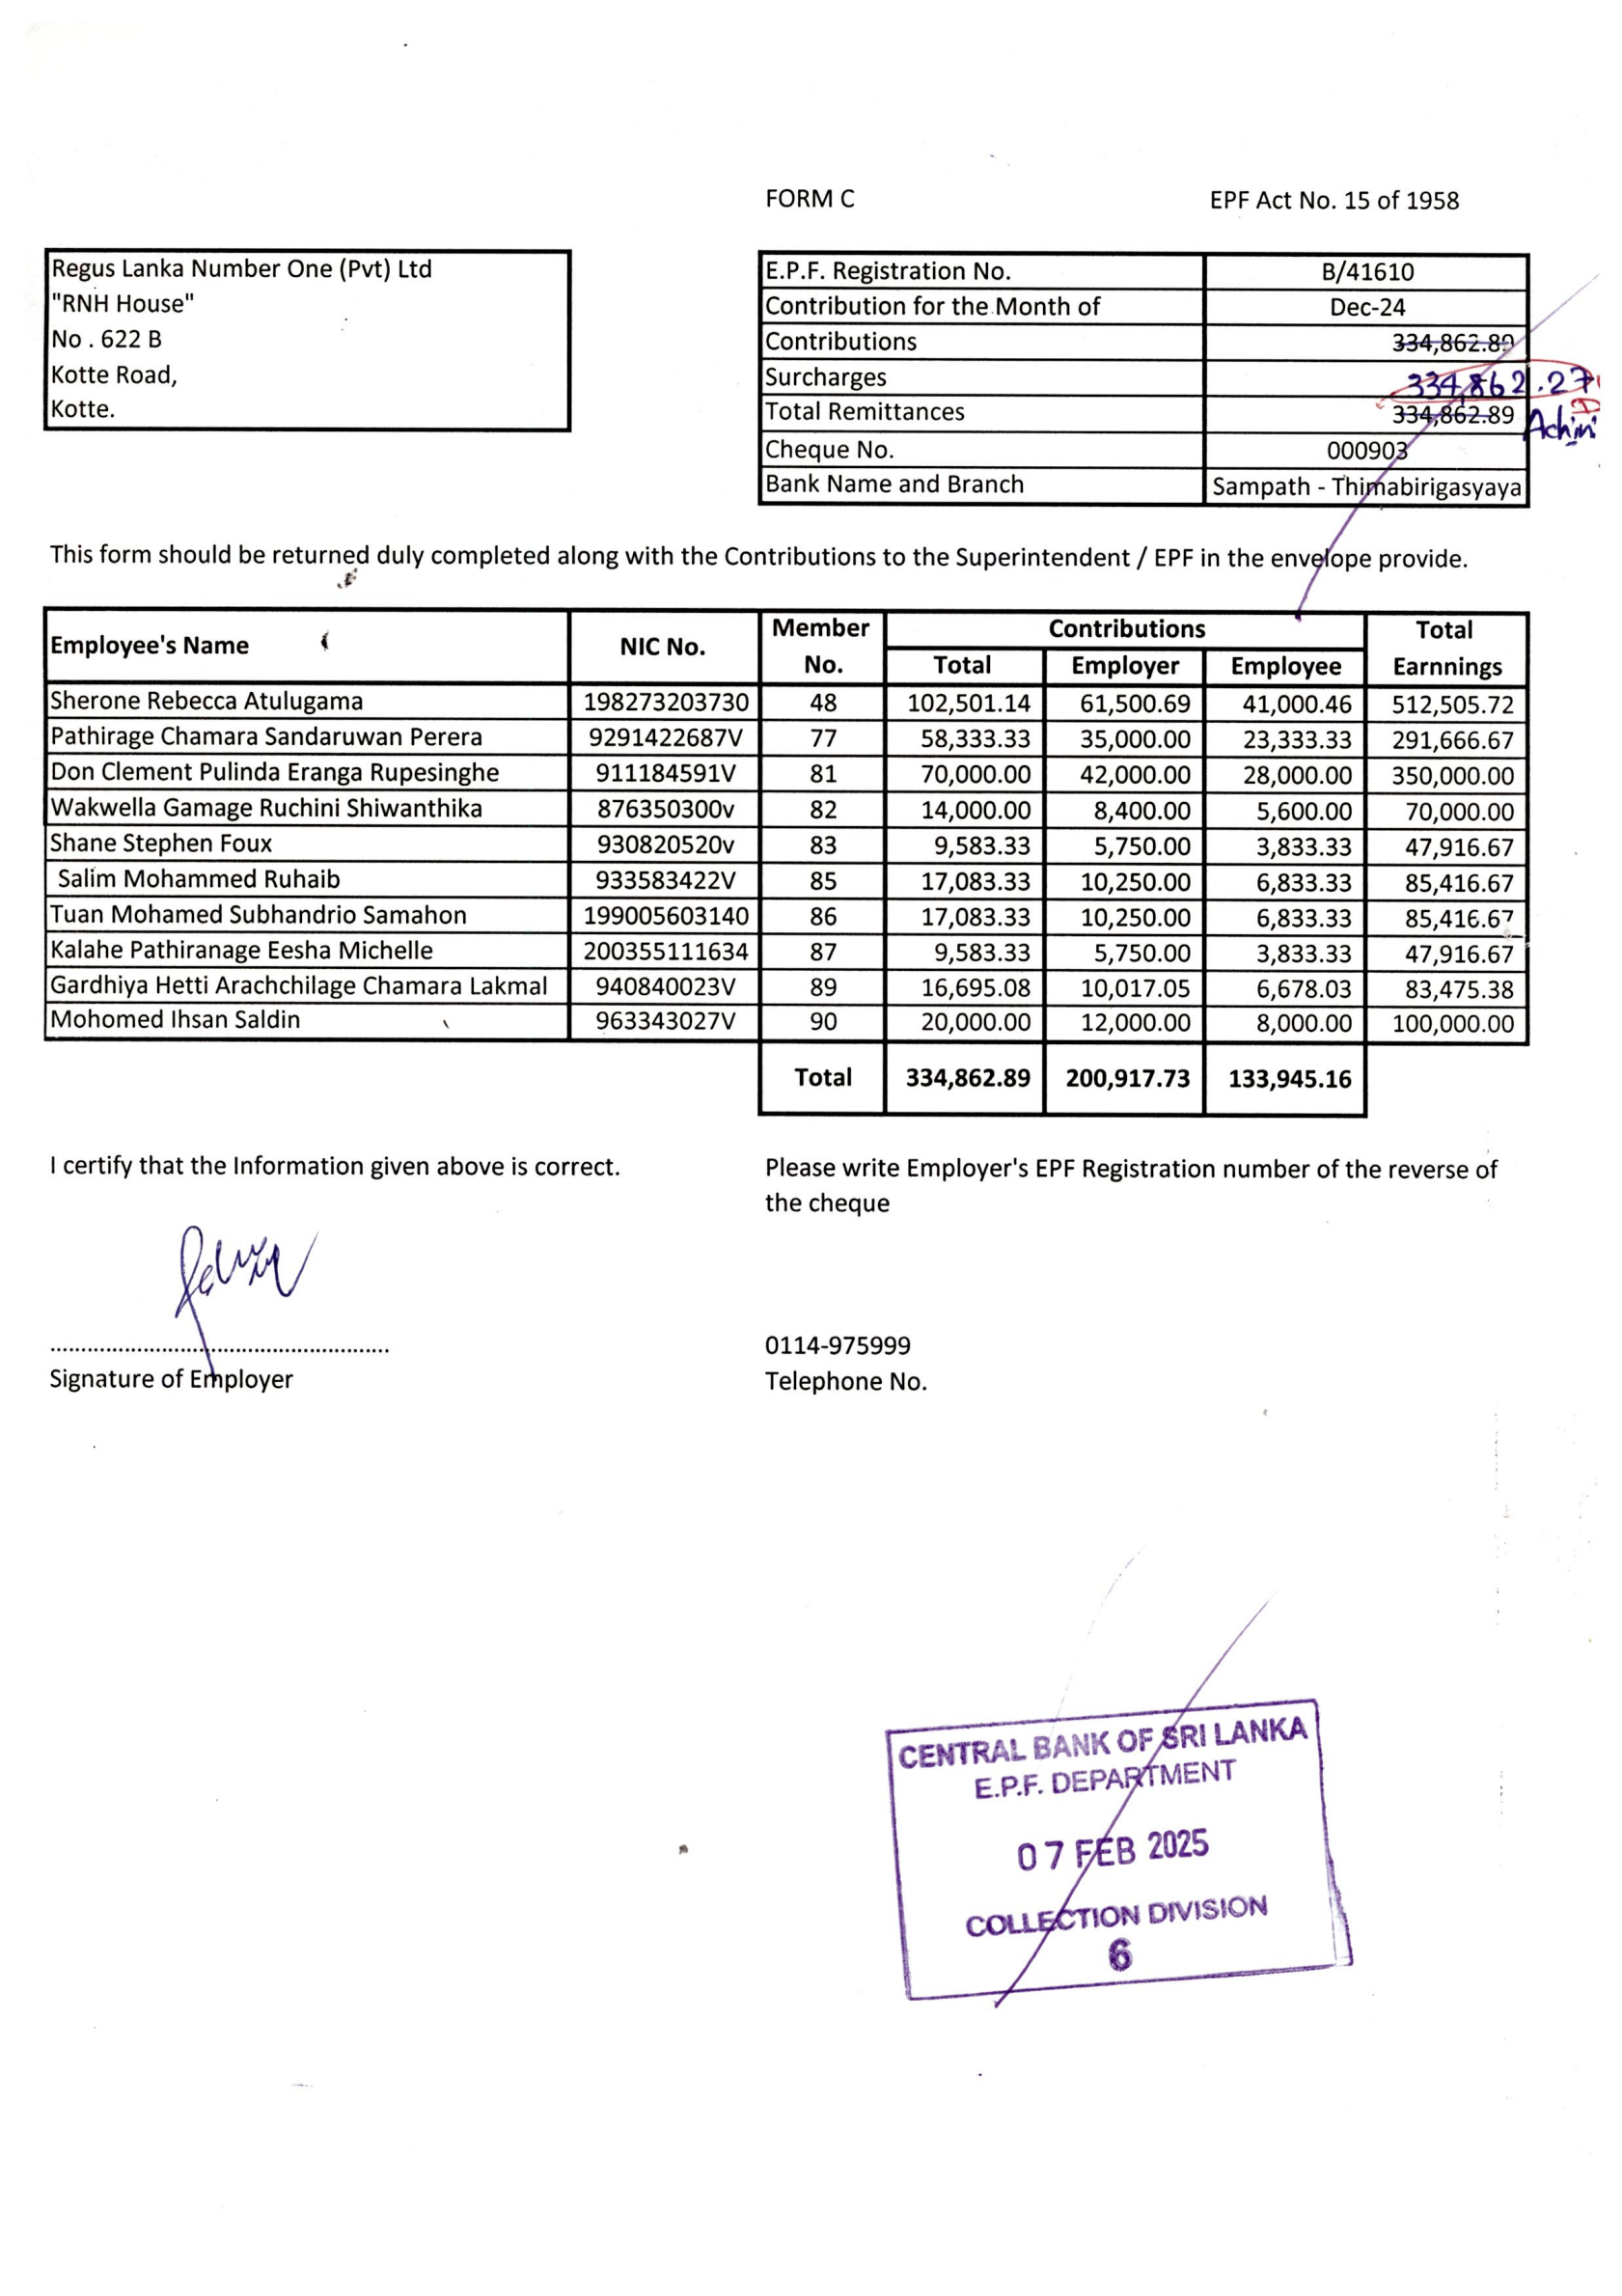 FORM C
EPF Act No. 15 of 1958
Regus Lanka Number One (Pvt) Ltd
"RNH House"
No . 622 B
Kotte Road,
Kotte.
E.P.F. Registration No. B/41610
Contribution for the Month of Dec-24
Contributions 334,862.89
Surcharges 334,862.27
Total Remittances 334,862.89 Achini
Cheque No. 000903
Bank Name and Branch Sampath - Thimabirigasyaya
This form should be returned duly completed along with the Contributions to the Superintendent / EPF in the envelope provide.
Employee's Name NIC No. Member No. Contributions Total Earnnings
Total Employer Employee
Sherone Rebecca Atulugama 198273203730 48 102,501.14 61,500.69 41,000.46 512,505.72
Pathirage Chamara Sandaruwan Perera 9291422687V 77 58,333.33 35,000.00 23,333.33 291,666.67
Don Clement Pulinda Eranga Rupesinghe 911184591V 81 70,000.00 42,000.00 28,000.00 350,000.00
Wakwella Gamage Ruchini Shiwanthika 876350300v 82 14,000.00 8,400.00 5,600.00 70,000.00
Shane Stephen Foux 930820520v 83 9,583.33 5,750.00 3,833.33 47,916.67
Salim Mohammed Ruhaib 933583422V 85 17,083.33 10,250.00 6,833.33 85,416.67
Tuan Mohamed Subhandrio Samahon 199005603140 86 17,083.33 10,250.00 6,833.33 85,416.67
Kalahe Pathiranage Eesha Michelle 200355111634 87 9,583.33 5,750.00 3,833.33 47,916.67
Gardhiya Hetti Arachchilage Chamara Lakmal 940840023V 89 16,695.08 10,017.05 6,678.03 83,475.38
Mohomed Ihsan Saldin 963343027V 90 20,000.00 12,000.00 8,000.00 100,000.00
Total 334,862.89 200,917.73 133,945.16
I certify that the Information given above is correct.
Please write Employer's EPF Registration number of the reverse of
the cheque
Signature of Employer
0114-975999
Telephone No.
CENTRAL BANK OF SRI LANKA
E.P.F. DEPARTMENT
07 FEB 2025
COLLECTION DIVISION
6